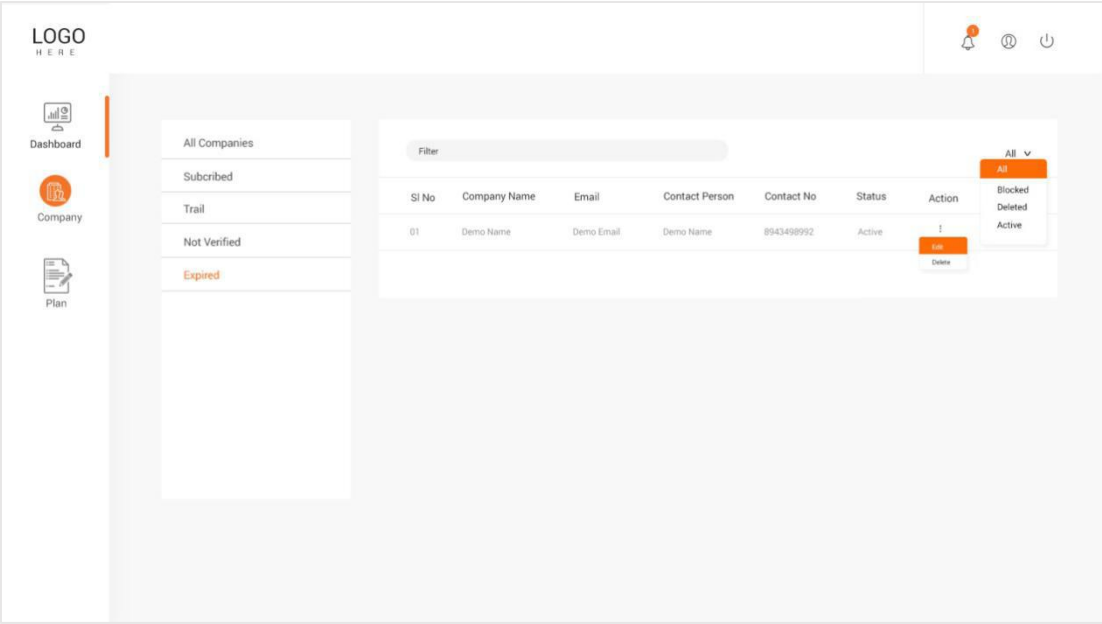 LOGO
HERE
1
Dashboard
Company
Plan
All Companies
Subcribed
Trail
Not Verified
Expired
Filter
All
All
Blocked
Deleted
Active
Sl No Company Name Email Contact Person Contact No Status Action
01 Demo Name Demo Email Demo Name 8943498992 Active
Edit
Delete